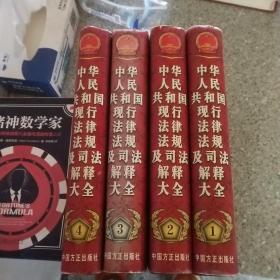 中华
人民
共和国
现行
法律
法规
及司法
解释
大全
4
中国方正出版社
中华
人民
共和国
现行
法律
法规
及司法
解释
大全
3
中国方正出版社
中华
人民
共和国
现行
法律
法规
及司法
解释
大全
2
中国方正出版社
中华
人民
共和国
现行
法律
法规
及司法
解释
大全
1
中国方正出版社
神数学家
FORTUNE'S
FORMULA